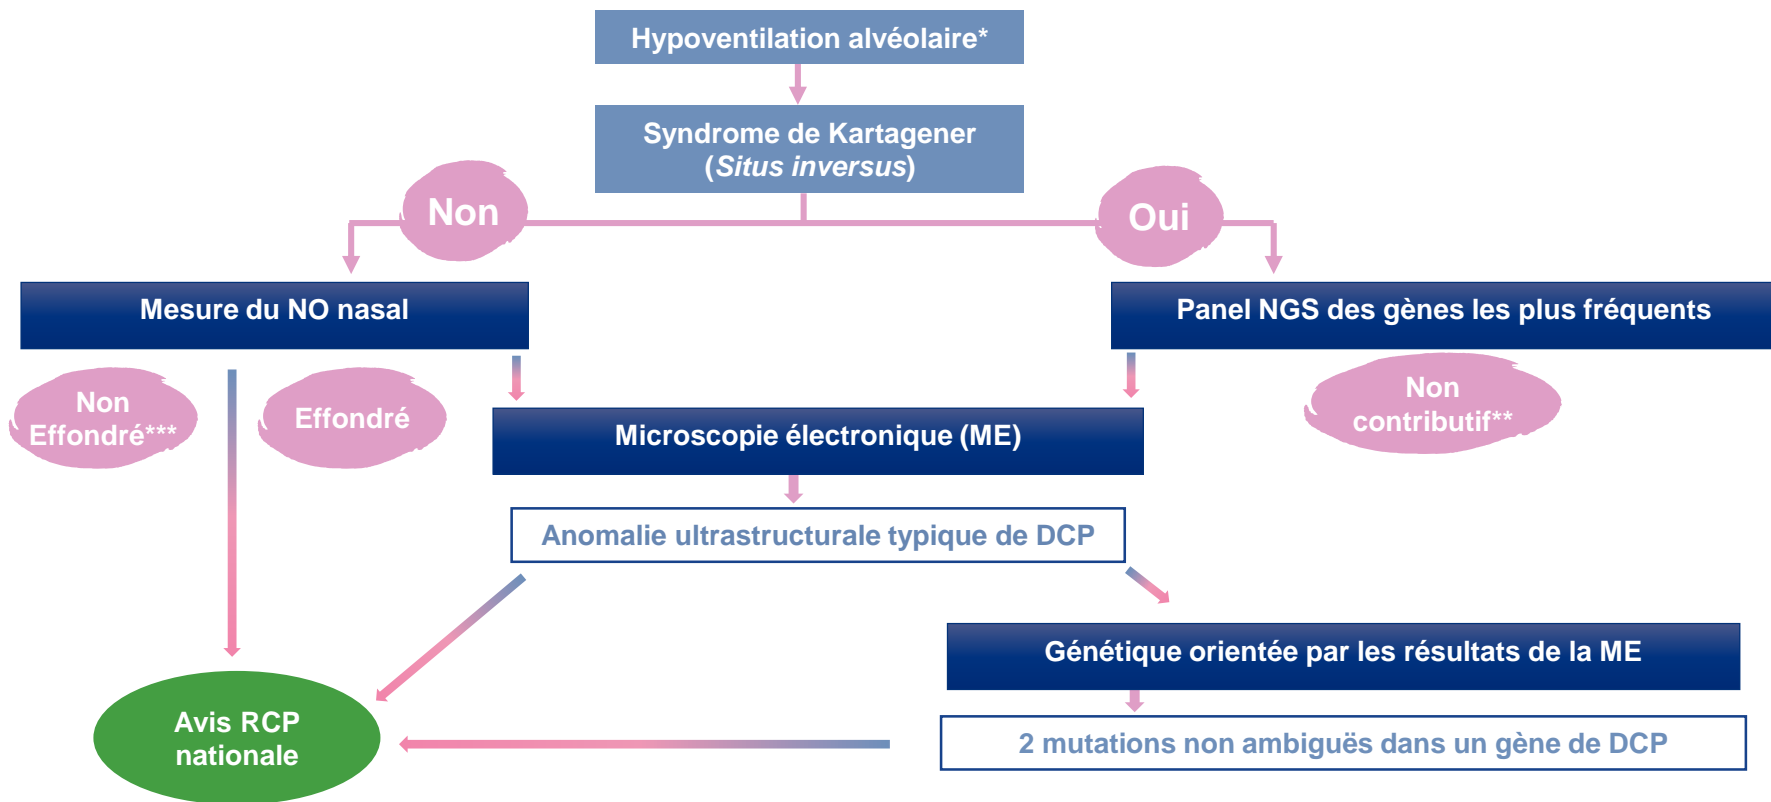 Hypoventilation alvéolaire*
Syndrome de Kartagener
(Situs inversus)
Non
Oui
Mesure du NO nasal
Panel NGS des gènes les plus fréquents
Non
Effondré***
Effondré
Non
contributif**
Microscopie électronique (ME)
Anomalie ultrastructurale typique de DCP
Génétique orientée par les résultats de la ME
2 mutations non ambiguës dans un gène de DCP
Avis RCP
nationale